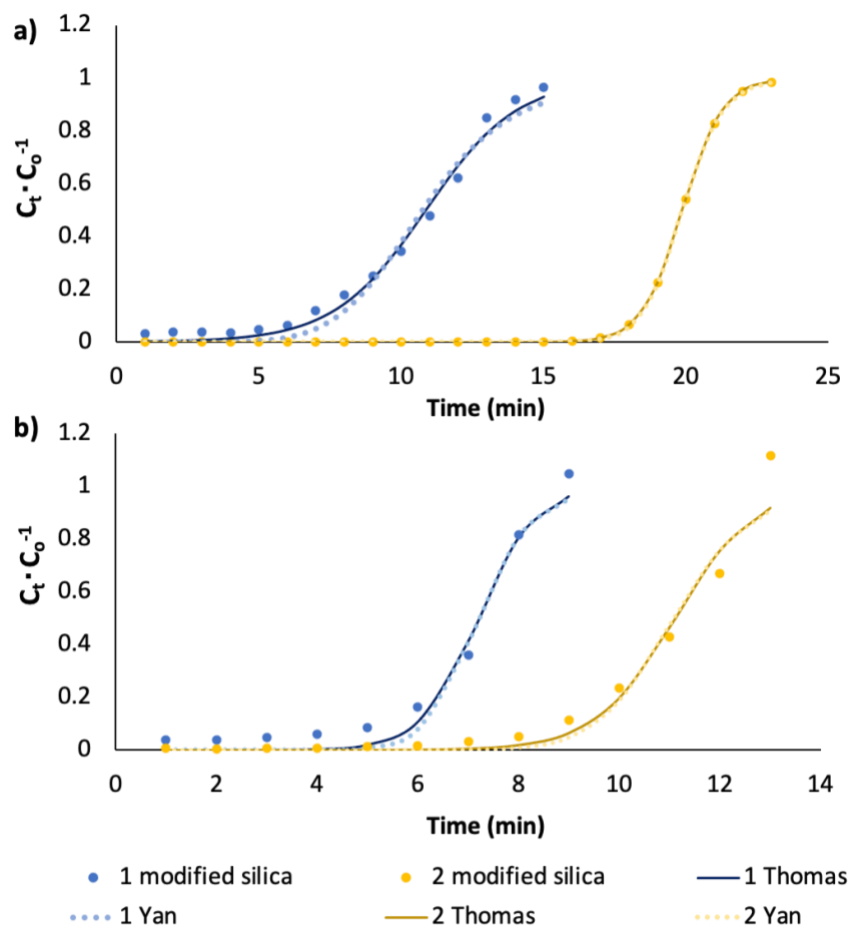 a)
1.2
1
0.8
0.6
0.4
0.2
0
Ct · Co-1
0 5 10 15 20 25
Time (min)
b)
1.2
1
0.8
0.6
0.4
0.2
0
Ct · Co-1
0 2 4 6 8 10 12 14
Time (min)
1 modified silica 2 modified silica 1 Thomas
1 Yan 2 Thomas 2 Yan